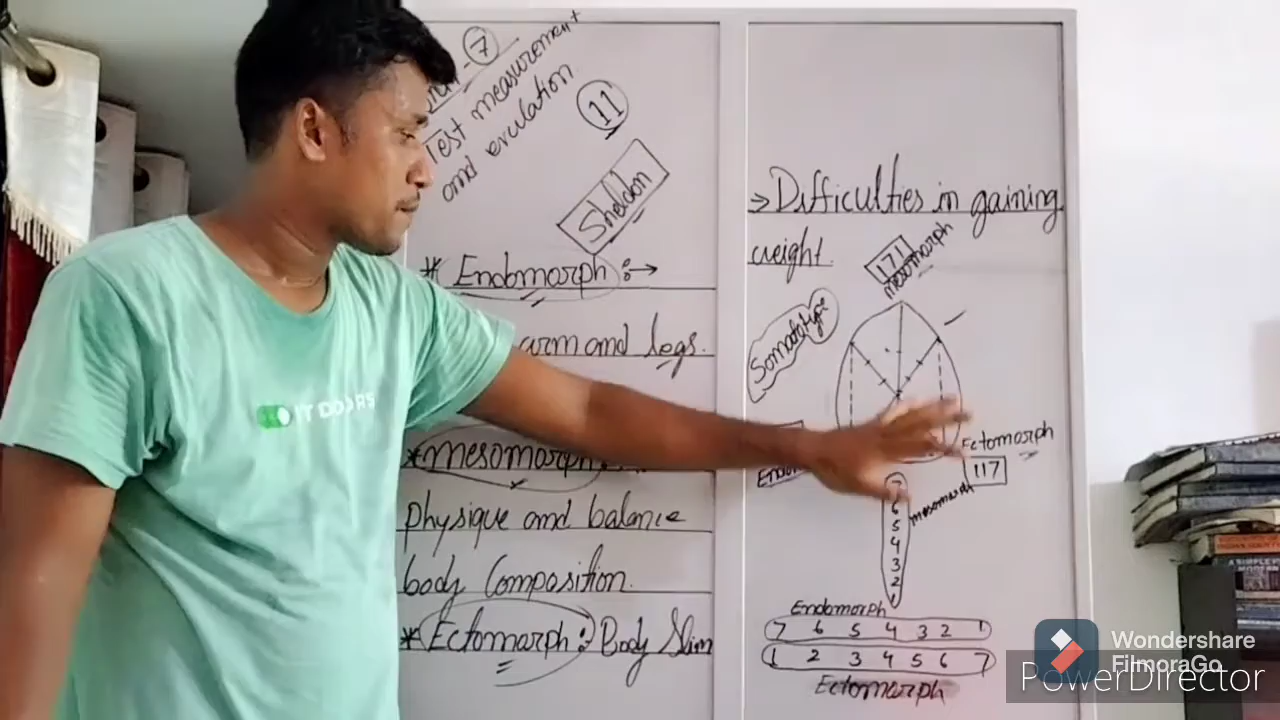 7
Test measurement
and evulation
11
Sheldon
* Endomorph :→
arm and legs.
* Mesomorph
physique and balance
body Composition.
* Ectomorph : Body Slim
→ Difficulties in gaining
weight.
171
mesomorph
Somatotype
Ectomorph
117
6
5
4
3
2
1
mesomorph
Endomorph
7 6 5 4 3 2 1
1 2 3 4 5 6 7
Ectomorph
IT DOORS
Wondershare
FilmoraGo
PowerDirector